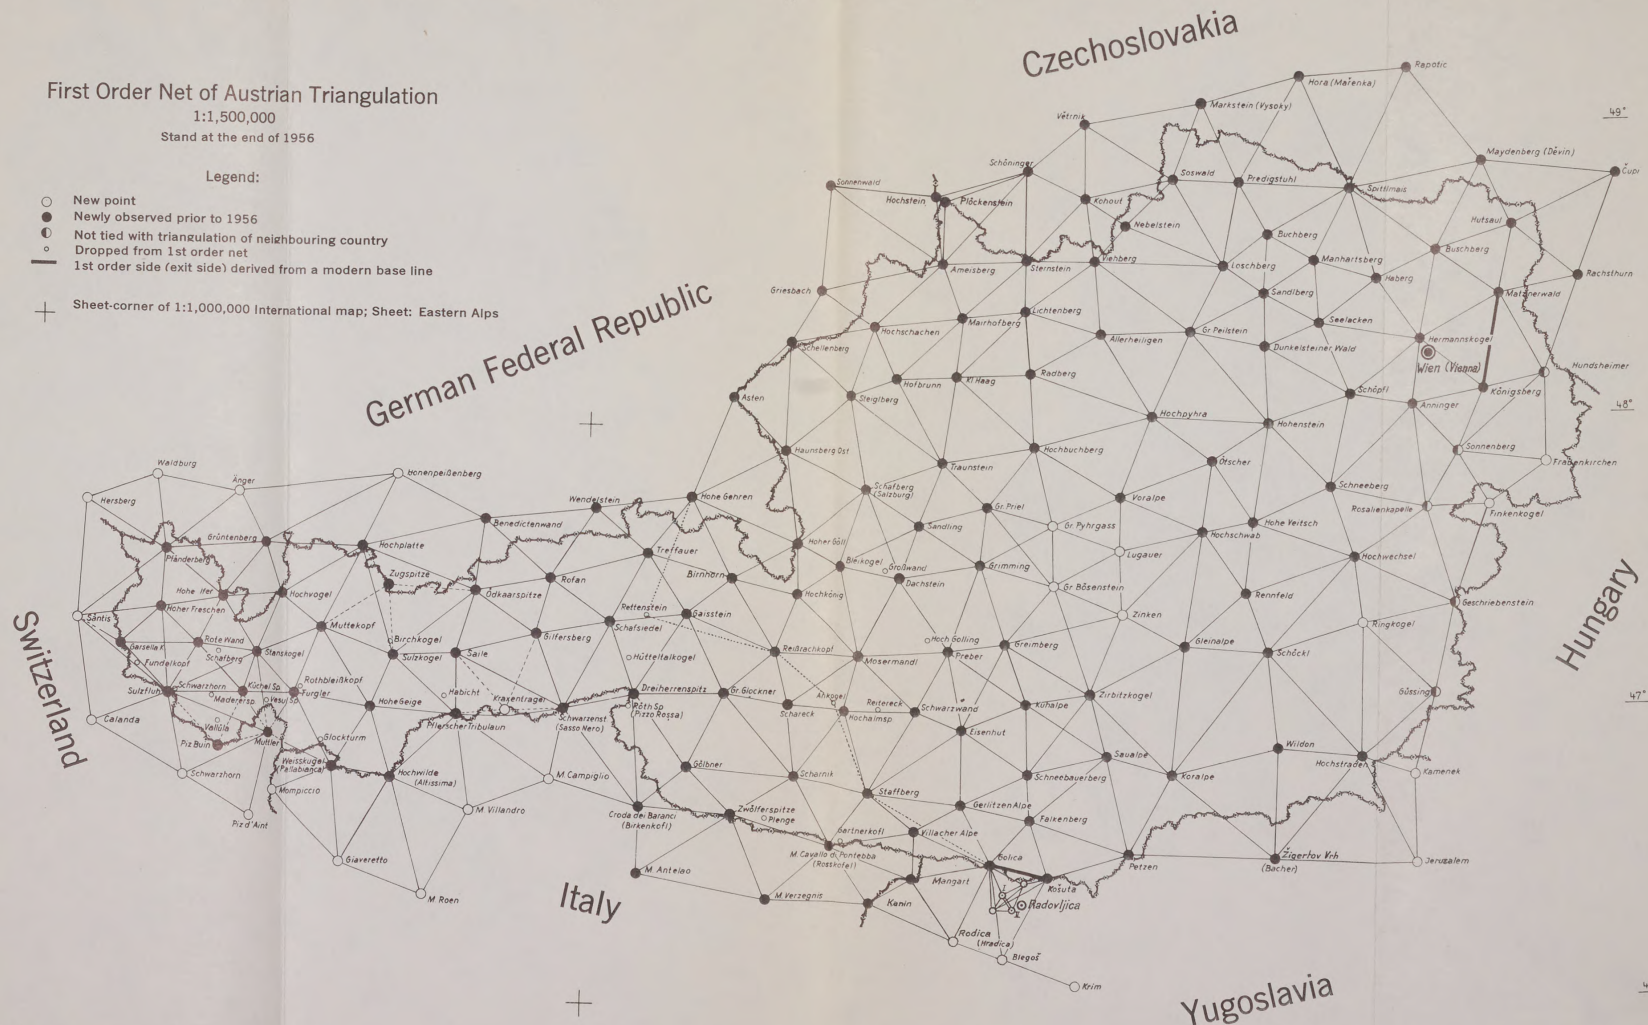 First Order Net of Austrian Triangulation
1:1,500,000
Stand at the end of 1956
Legend:
New point
Newly observed prior to 1956
Not tied with triangulation of neighbouring country
Dropped from 1st order net
1st order side (exit side) derived from a modern base line
Sheet-corner of 1:1,000,000 International map; Sheet: Eastern Alps
Czechoslovakia
German Federal Republic
Switzerland
Italy
Yugoslavia
Hungary
49°
48°
47°
Rapotic
Hora (Mařenka)
Markstein (Vysoky)
Větrník
Maydenberg (Děvín)
Čupi
Schöninger
Sonnenwald
Hochstein
Plöckenstein
Kohout
Soswald
Predigstuhl
Spittlmais
Hutsaul
Nebelstein
Buchberg
Buschberg
Ameisberg
Sternstein
Viehberg
Loschberg
Manhartsberg
Haberg
Rachsthurn
Griesbach
Sandlberg
Matznerwald
Hochschachen
Mairhofberg
Lichtenberg
Allerheiligen
Gr Peilstein
Seelacken
Hermannskogel
Schellenberg
Dunkelsteiner Wald
Wien (Vienna)
Hundsheimer
Hofbrunn
Kl Haag
Radberg
Schöpfl
Königsberg
Asten
Steiglberg
Hochpyhra
Anninger
Hohenstein
Haunsberg Ost
Hochbuchberg
Sonnenberg
Traunstein
Ötscher
Frauenkirchen
Waldburg
Änger
Hohenpeißenberg
Hersberg
Schafberg
(Salzburg)
Voralpe
Schneeberg
Wendelstein
Hohe Gehren
Gr. Priel
Rosalienkapelle
Finkenkogel
Benedictenwand
Sandling
Gr. Pyhrgass
Hohe Veitsch
Hochschwab
Grüntenberg
Hochplatte
Treffauer
Hoher Göll
Lugauer
Hochwechsel
Pfänderberg
Zugspitze
Rofan
Birnhorn
Bleikogel
Großwand
Dachstein
Grimming
Gr Bösenstein
Hohe Ifer
Hochvogel
Odkaarspitze
Hochkönig
Rennfeld
Geschriebenstein
Hoher Freschen
Rettenstein
Gaisstein
Zinken
Ringkogel
Säntis
Muttekopf
Schafsiedel
Rote Wand
Birchkogel
Gilfersberg
Hoch Golling
Greimberg
Gleinalpe
Garsella K.
Schafberg
Stanskogel
Sulzkogel
Saile
Hütteltalkogel
Reißrachkopf
Mosermandl
Preber
Schöckl
Fundelkopf
Rothbleißkopf
Sulzfluh
Schwarzhorn
Küchel Sp
Furgler
Habicht
Kraxentrager
Dreiherrenspitz
Gr. Glockner
Zirbitzkogel
Güssing
Maderersp.
Vesul Sp
Hohe Geige
Röth Sp
(Pizzo Rossa)
Ankogel
Reitereck
Kuhalpe
Calanda
Vallüla
Pflerscher Tribulaun
Schwarzenst
(Sasso Nero)
Schareck
Hochalmsp
Schwarzwand
Piz Buin
Muttler
Glockturm
Eisenhut
Wildon
Weisskugel
(Pallabianca)
Saualpe
Hochstraden
Schwarzhorn
Hochwilde
(Altissima)
M. Campiglio
Gölbner
Scharnik
Schneebauerberg
Koralpe
Kamenek
Mompiccio
Staffberg
Piz d'Aint
M. Villandro
Croda dei Baranci
(Birkenkofl)
Zwölferspitze
Plenge
Gerlitzen Alpe
Falkenberg
Gartnerkofl
Villacher Alpe
Giaveretto
M. Cavallo di Pontebba
(Rosskofel)
Golica
Petzen
Žigertov Vrh
(Bacher)
Jeruzalem
M. Antelao
Mangart
Košuta
M Roen
M. Verzegnis
Kanin
Radovljica
Rodica
(Hradica)
Blegoš
Krim